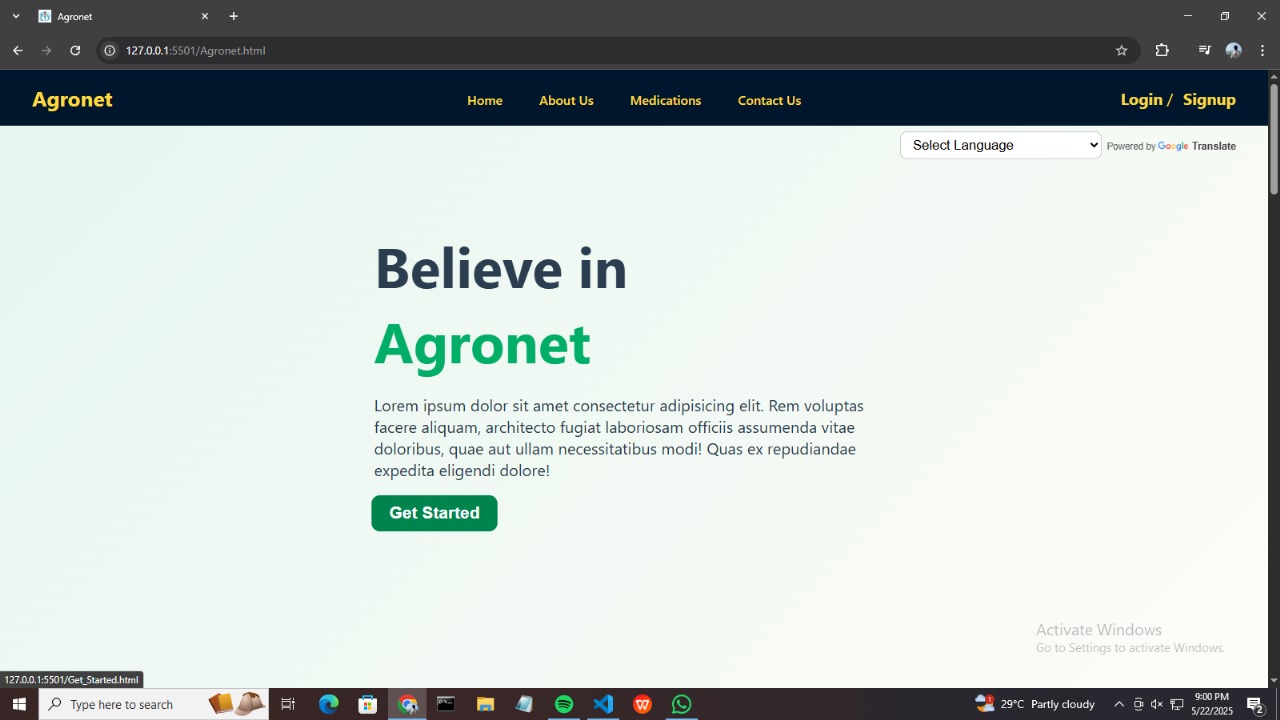 Agronet
127.0.0.1:5501/Agronet.html
Agronet
Home
About Us
Medications
Contact Us
Login / Signup
Select Language
Powered by Google Translate
Believe in
Agronet
Lorem ipsum dolor sit amet consectetur adipisicing elit. Rem voluptas
facere aliquam, architecto fugiat laboriosam officiis assumenda vitae
doloribus, quae aut ullam necessitatibus modi! Quas ex repudiandae
expedita eligendi dolore!
Get Started
Activate Windows
Go to Settings to activate Windows.
127.0.0.1:5501/Get_Started.html
Type here to search
1
29°C Partly cloudy
9:00 PM
5/22/2025
2